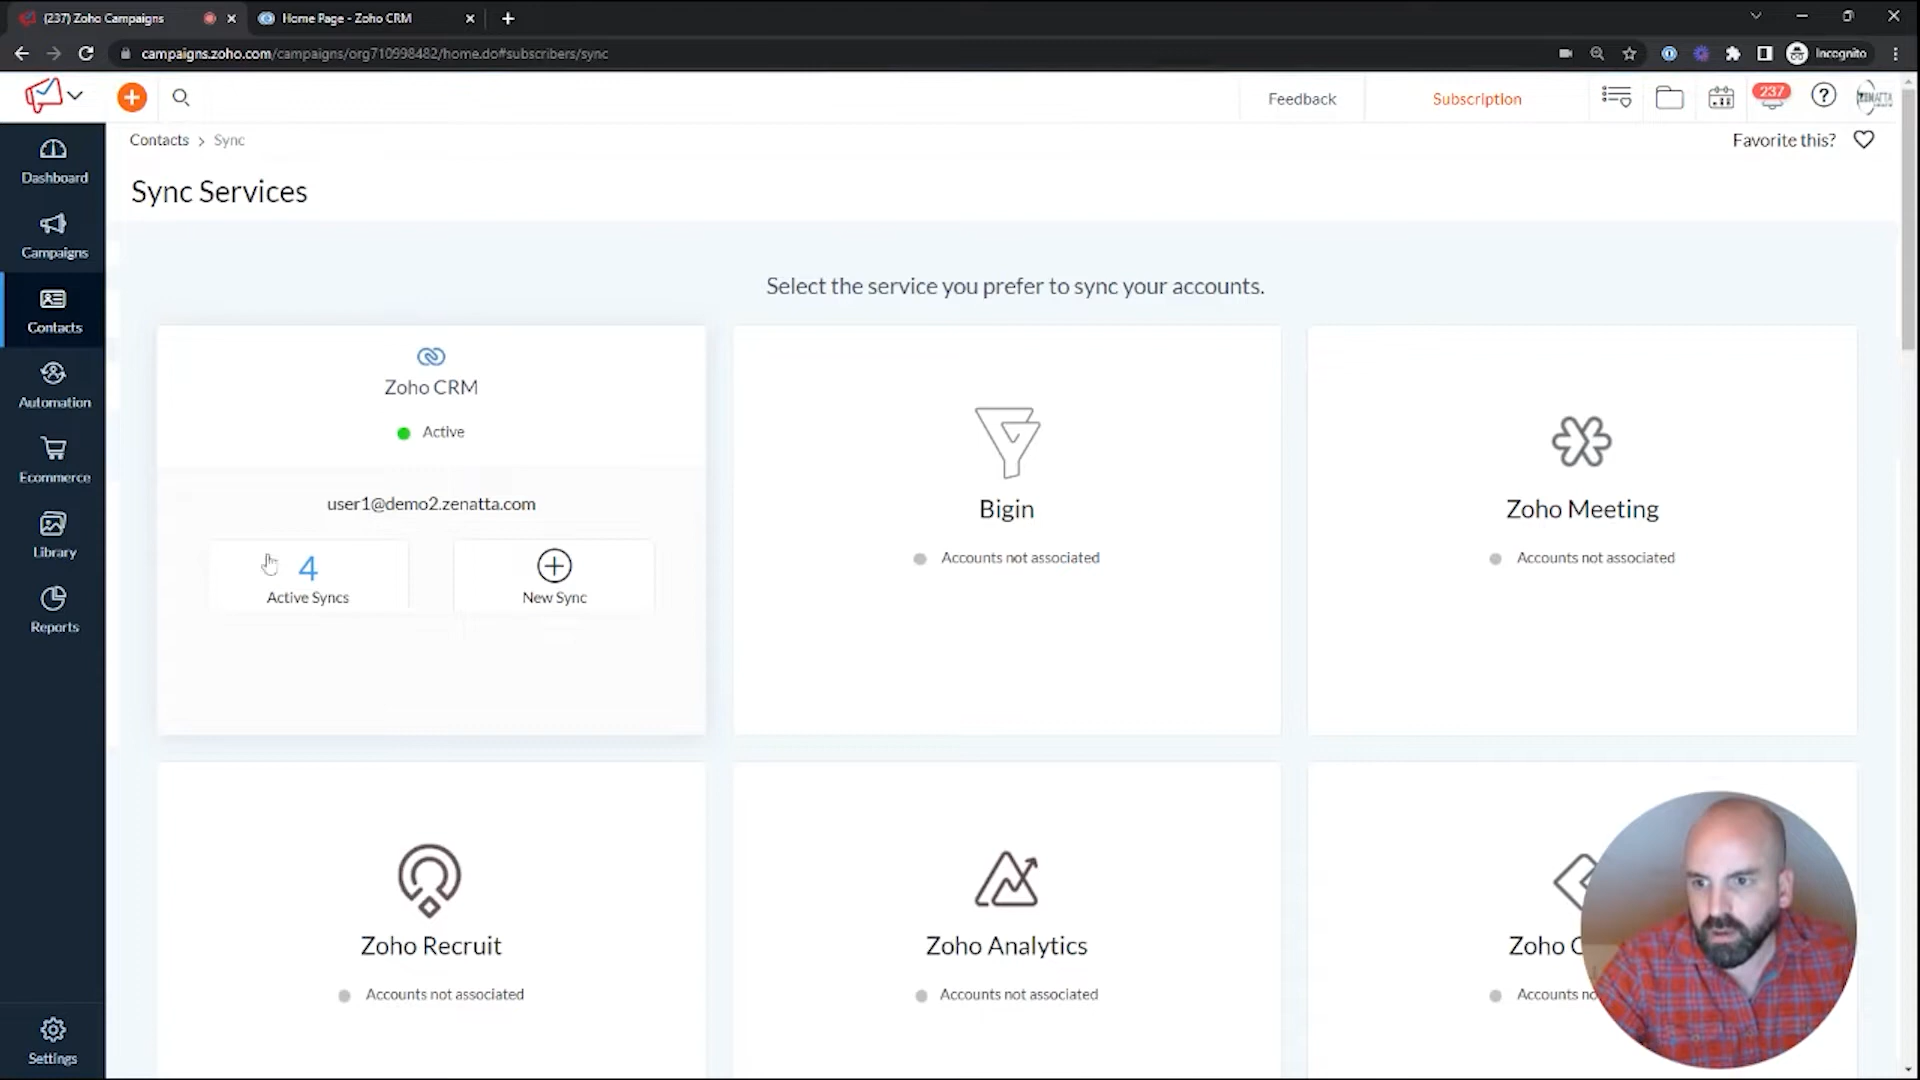 (237) Zoho Campaigns
Home Page - Zoho CRM
campaigns.zoho.com/campaigns/org710998482/home.do#subscribers/sync
Incognito
Feedback
Subscription
237
ZENATTA
Contacts > Sync
Favorite this?
Sync Services
Dashboard
Campaigns
Contacts
Automation
Ecommerce
Library
Reports
Settings
Select the service you prefer to sync your accounts.
Zoho CRM
Active
user1@demo2.zenatta.com
4
Active Syncs
New Sync
Bigin
Accounts not associated
Zoho Meeting
Accounts not associated
Zoho Recruit
Accounts not associated
Zoho Analytics
Accounts not associated
Zoho
Accounts